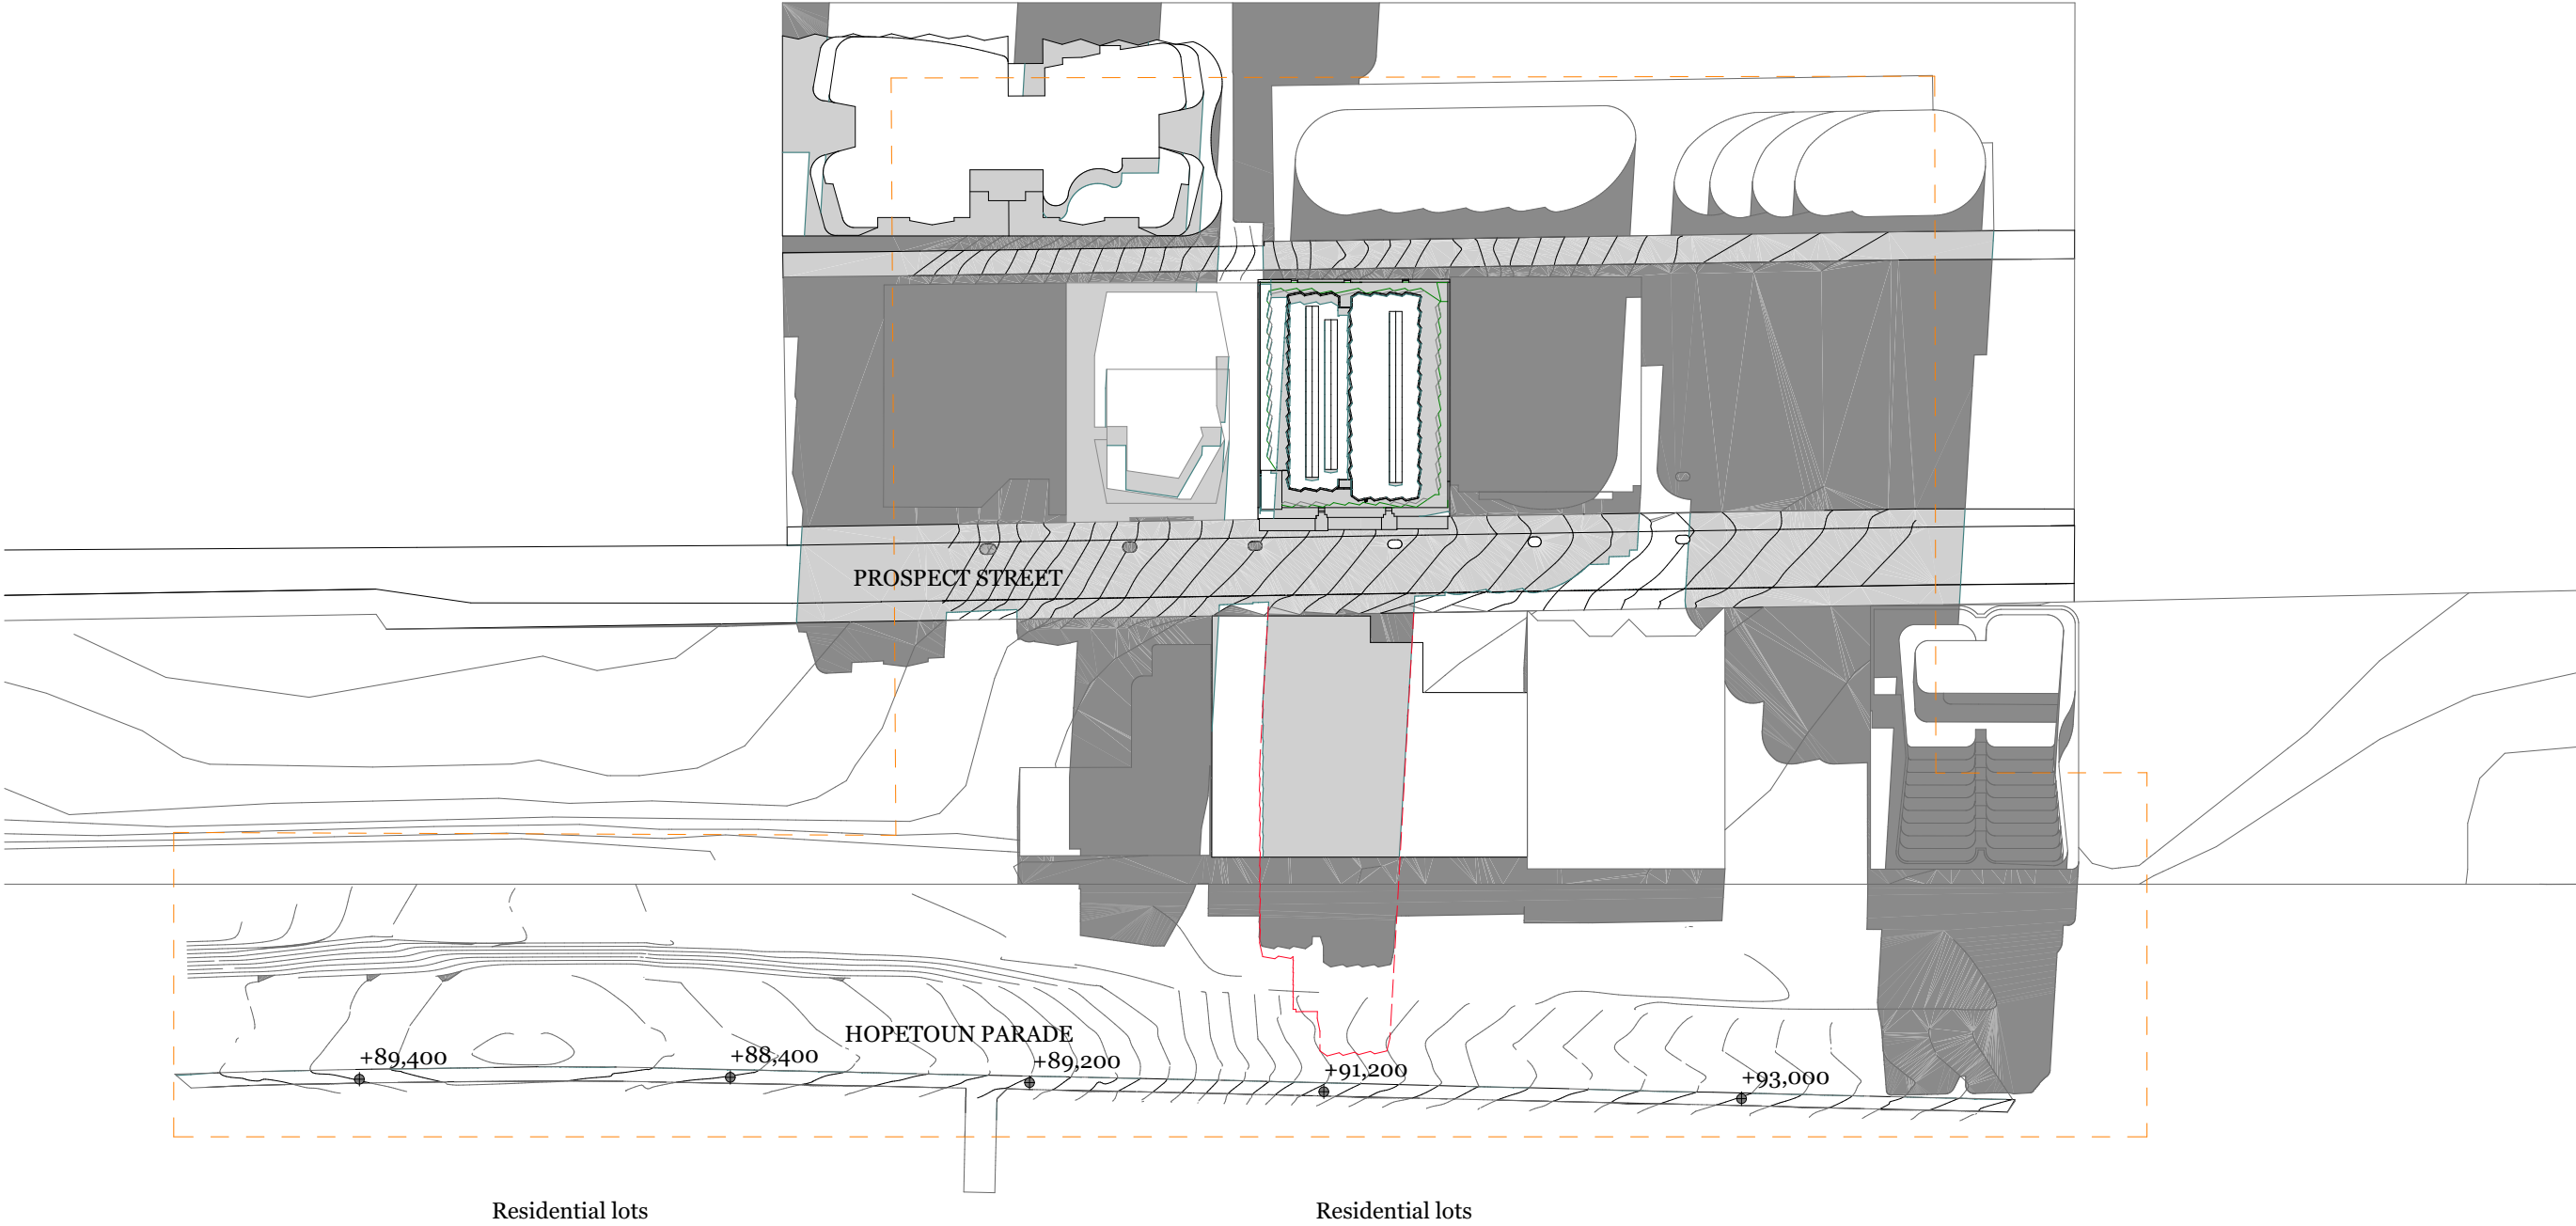 PROSPECT STREET
HOPETOUN PARADE
+89,400
+88,400
+89,200
+91,200
+93,000
Residential lots
Residential lots